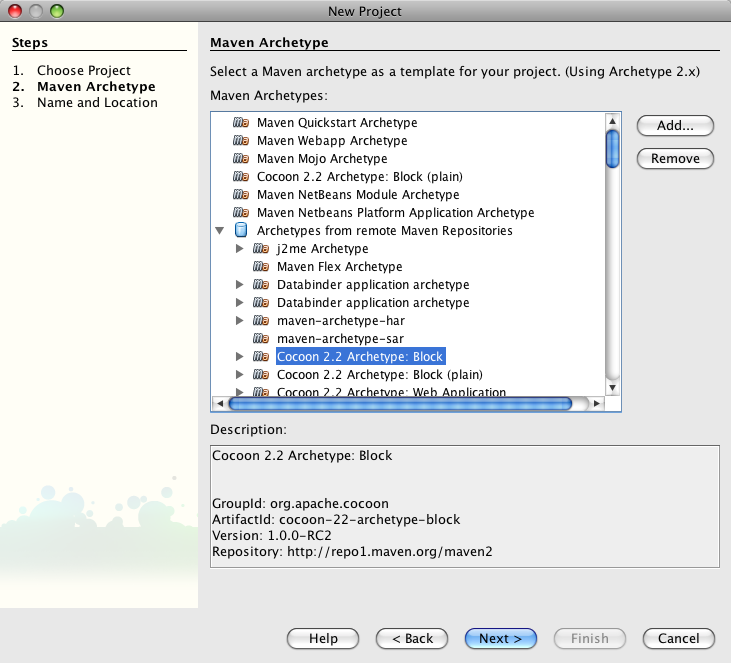 New Project
Steps
1. Choose Project
2. Maven Archetype
3. Name and Location
Maven Archetype
Select a Maven archetype as a template for your project. (Using Archetype 2.x)
Maven Archetypes:
Maven Quickstart Archetype
Maven Webapp Archetype
Maven Mojo Archetype
Cocoon 2.2 Archetype: Block (plain)
Maven NetBeans Module Archetype
Maven Netbeans Platform Application Archetype
Archetypes from remote Maven Repositories
j2me Archetype
Maven Flex Archetype
Databinder application archetype
Databinder application archetype
maven-archetype-har
maven-archetype-sar
Cocoon 2.2 Archetype: Block
Cocoon 2.2 Archetype: Block (plain)
Cocoon 2.2 Archetype: Web Application
Add...
Remove
Description:
Cocoon 2.2 Archetype: Block
GroupId: org.apache.cocoon
ArtifactId: cocoon-22-archetype-block
Version: 1.0.0-RC2
Repository: http://repo1.maven.org/maven2
Help
< Back
Next >
Finish
Cancel